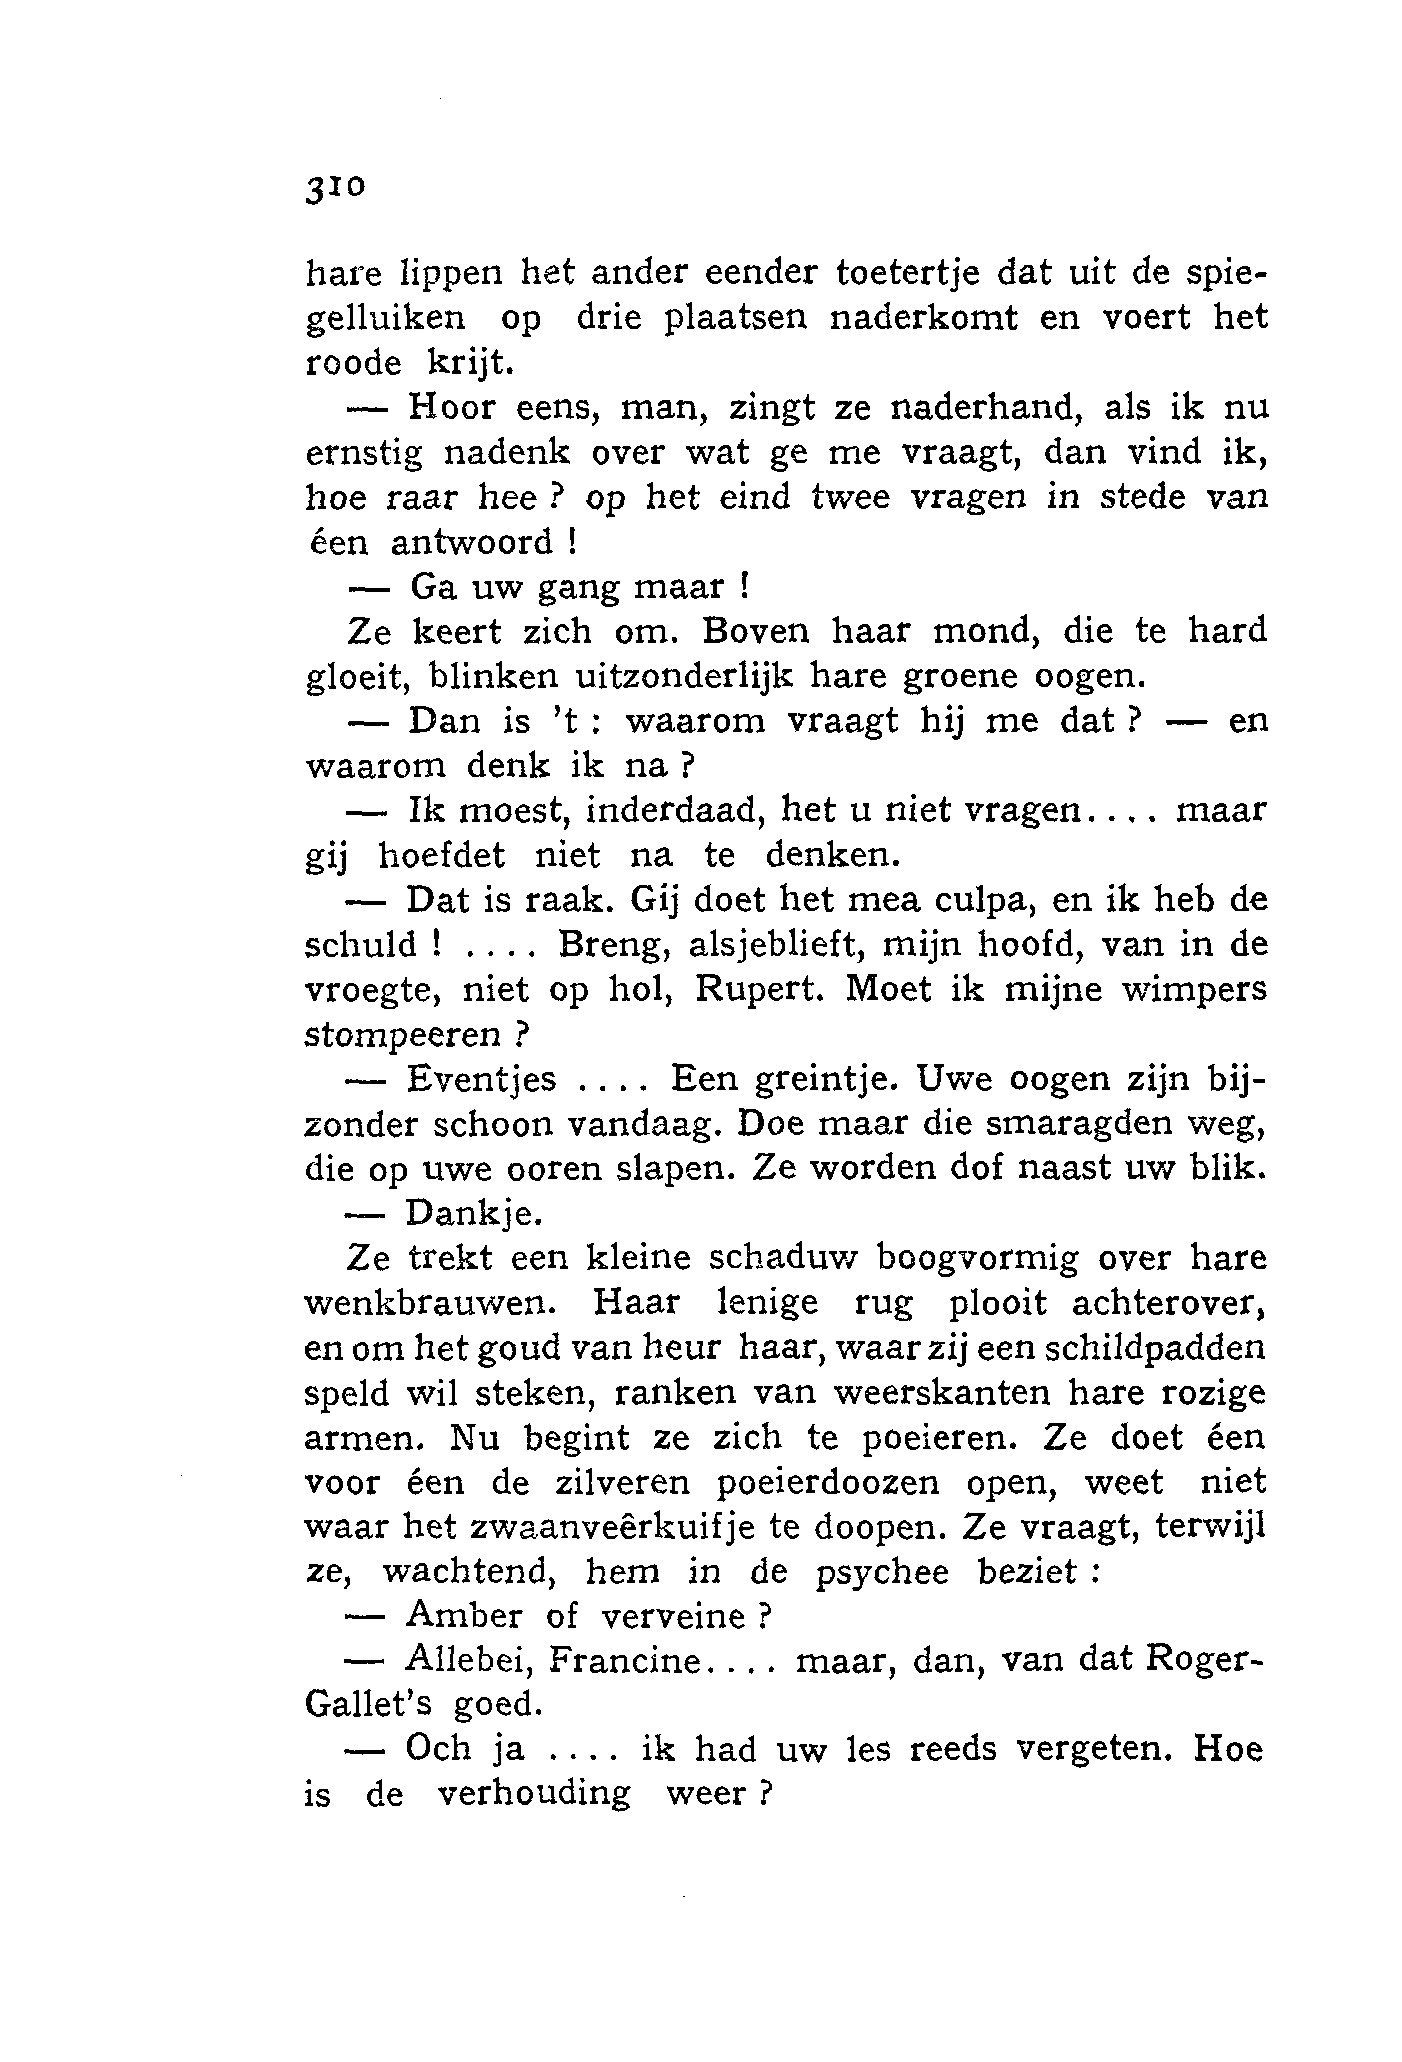 310
hare lippen het ander eender toetertje dat uit de spie-
gelluiken op drie plaatsen naderkomt en voert het
roode krijt.
— Hoor eens, man, zingt ze naderhand, als ik nu
ernstig nadenk over wat ge me vraagt, dan vind ik,
hoe raar hee ? op het eind twee vragen in stede van
éen antwoord !
— Ga uw gang maar !
Ze keert zich om. Boven haar mond, die te hard
gloeit, blinken uitzonderlijk hare groene oogen.
— Dan is 't : waarom vraagt hij me dat ? — en
waarom denk ik na ?
— Ik moest, inderdaad, het u niet vragen.... maar
gij hoefdet niet na te denken.
— Dat is raak. Gij doet het mea culpa, en ik heb de
schuld ! .... Breng, alsjeblieft, mijn hoofd, van in de
vroegte, niet op hol, Rupert. Moet ik mijne wimpers
stompeeren ?
— Eventjes .... Een greintje. Uwe oogen zijn bij-
zonder schoon vandaag. Doe maar die smaragden weg,
die op uwe ooren slapen. Ze worden dof naast uw blik.
— Dankje.
Ze trekt een kleine schaduw boogvormig over hare
wenkbrauwen. Haar lenige rug plooit achterover,
en om het goud van heur haar, waar zij een schildpadden
speld wil steken, ranken van weerskanten hare rozige
armen. Nu begint ze zich te poeieren. Ze doet éen
voor éen de zilveren poeierdoozen open, weet niet
waar het zwaanveêrkuifje te doopen. Ze vraagt, terwijl
ze, wachtend, hem in de psychee beziet :
— Amber of verveine ?
— Allebei, Francine.... maar, dan, van dat Roger-
Gallet's goed.
— Och ja .... ik had uw les reeds vergeten. Hoe
is de verhouding weer ?